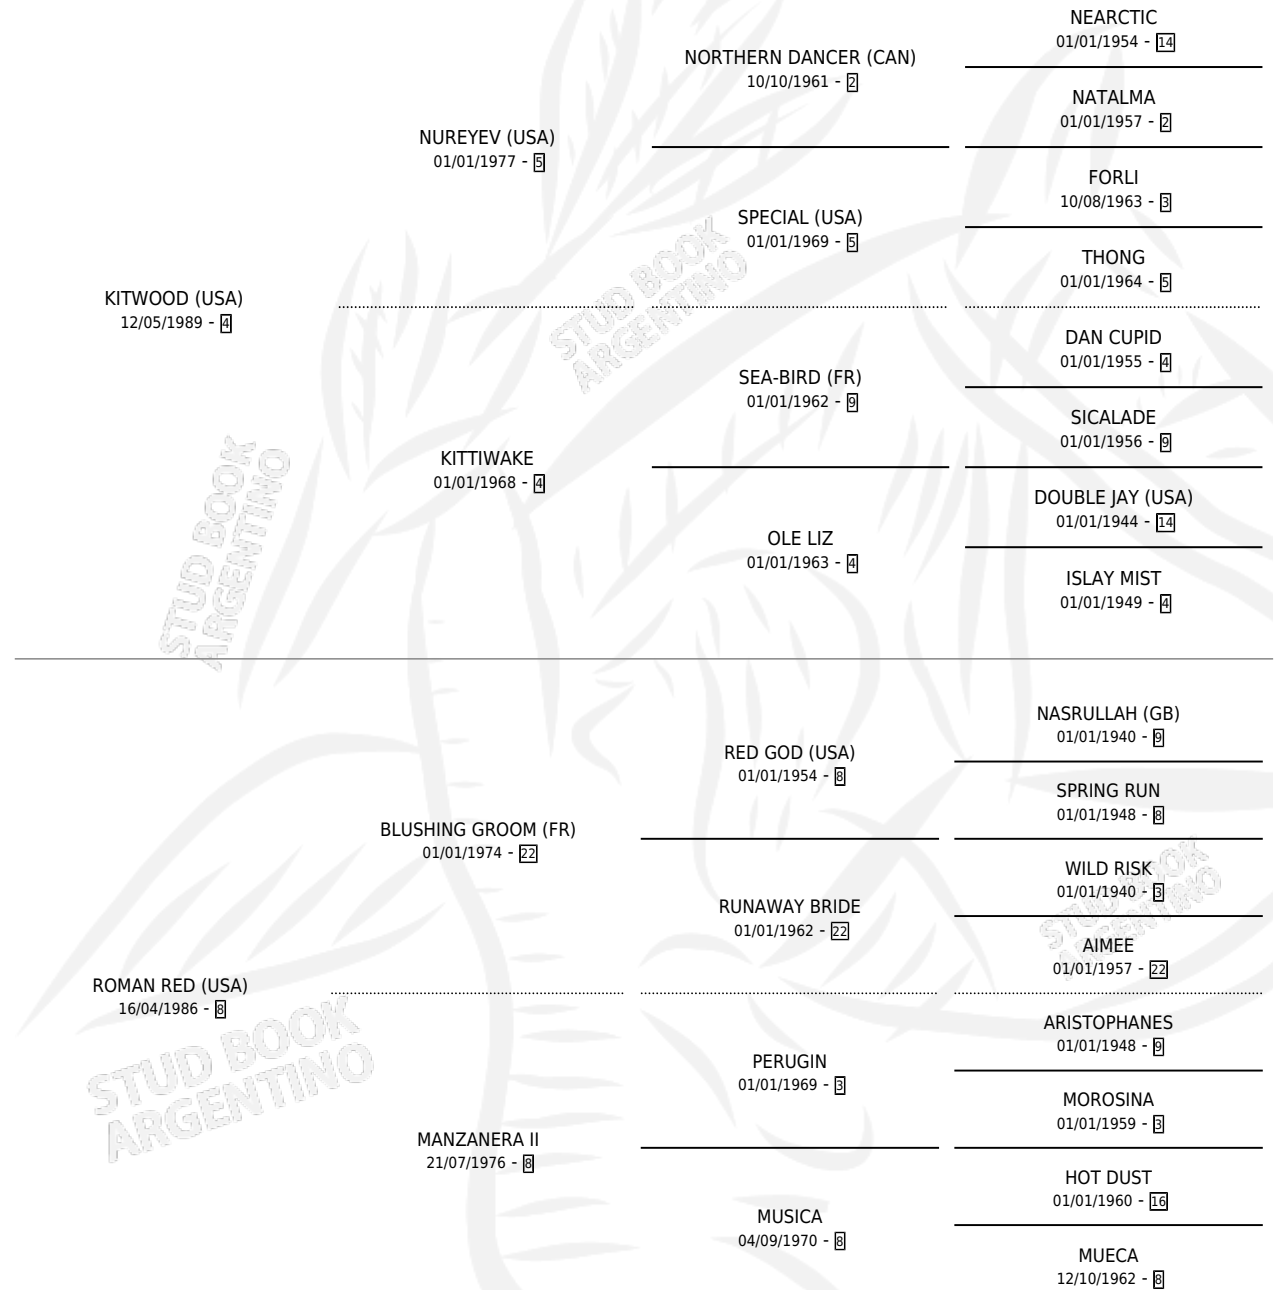 NEARCTIC
01/01/1954 - 14
NORTHERN DANCER (CAN)
10/10/1961 - 2
NATALMA
01/01/1957 - 2
NUREYEV (USA)
01/01/1977 - 5
FORLI
10/08/1963 - 3
SPECIAL (USA)
01/01/1969 - 5
THONG
01/01/1964 - 5
KITWOOD (USA)
12/05/1989 - 4
DAN CUPID
01/01/1955 - 4
SEA-BIRD (FR)
01/01/1962 - 9
SICALADE
01/01/1956 - 9
KITTIWAKE
01/01/1968 - 4
DOUBLE JAY (USA)
01/01/1944 - 14
OLE LIZ
01/01/1963 - 4
ISLAY MIST
01/01/1949 - 4
STUD BOOK
ARGENTINO
STUD BOOK
ARGENTINO
NASRULLAH (GB)
01/01/1940 - 9
RED GOD (USA)
01/01/1954 - 8
SPRING RUN
01/01/1948 - 8
BLUSHING GROOM (FR)
01/01/1974 - 22
WILD RISK
01/01/1940 - 3
RUNAWAY BRIDE
01/01/1962 - 22
AIMEE
01/01/1957 - 22
ROMAN RED (USA)
16/04/1986 - 8
ARISTOPHANES
01/01/1948 - 9
PERUGIN
01/01/1969 - 3
MOROSINA
01/01/1959 - 3
MANZANERA II
21/07/1976 - 8
HOT DUST
01/01/1960 - 16
MUSICA
04/09/1970 - 8
MUECA
12/10/1962 - 8
STUD BOOK
ARGENTINO
STUD BOOK
ARGENTINO